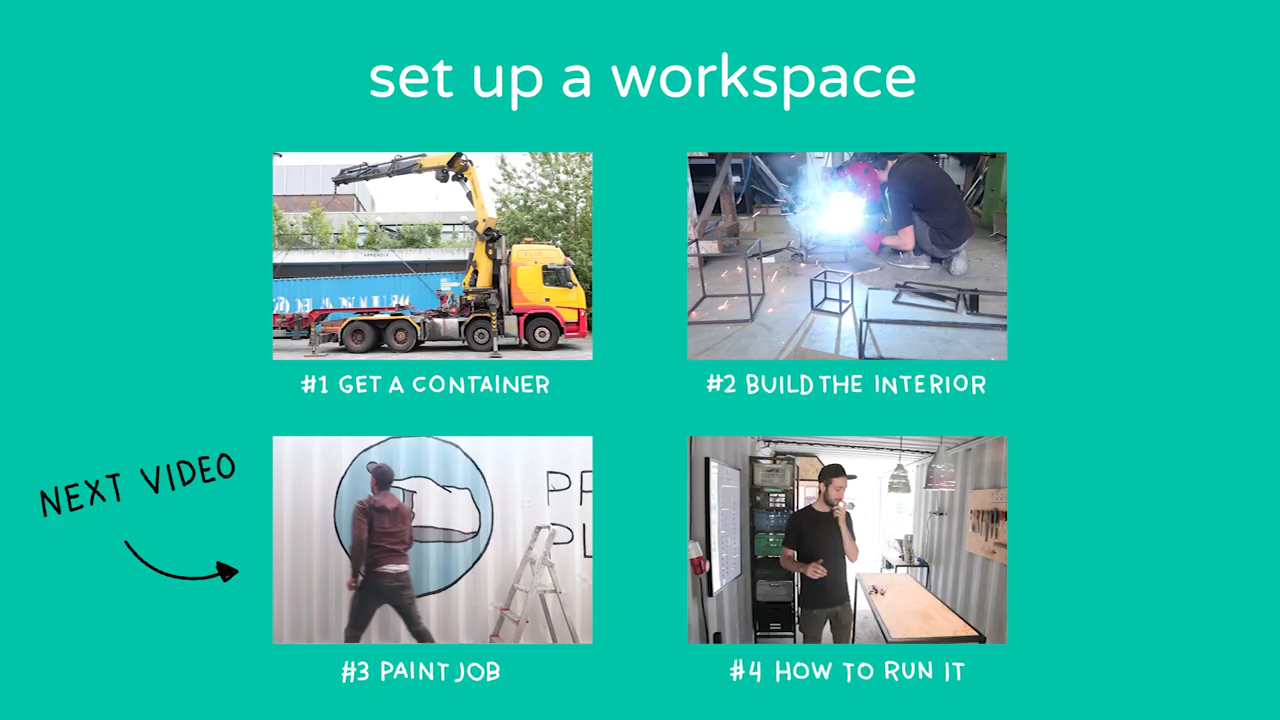 set up a workspace
#1 GET A CONTAINER
#2 BUILD THE INTERIOR
NEXT VIDEO
#3 PAINT JOB
#4 HOW TO RUN IT